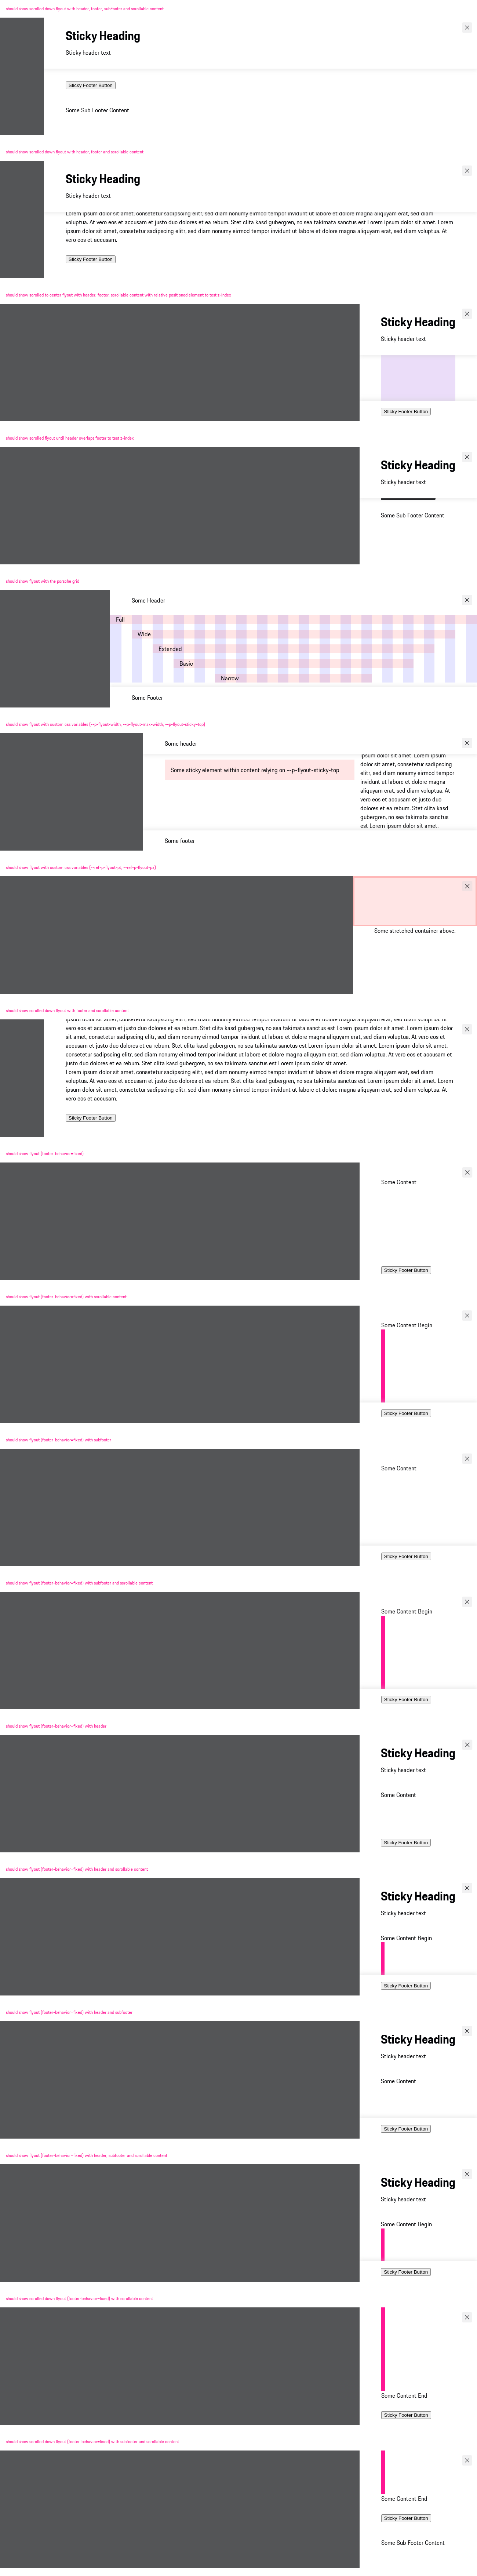 should show scrolled down flyout with header, footer, subfooter and scrollable content
Sticky Heading
Sticky header text
Sticky Footer Button
Some Sub Footer Content
should show scrolled down flyout with header, footer and scrollable content
Sticky Heading
Sticky header text
Lorem ipsum dolor sit amet, consetetur sadipscing elitr, sed diam nonumy eirmod tempor invidunt ut labore et dolore magna aliquyam erat, sed diam
voluptua. At vero eos et accusam et justo duo dolores et ea rebum. Stet clita kasd gubergren, no sea takimata sanctus est Lorem ipsum dolor sit amet. Lorem
ipsum dolor sit amet, consetetur sadipscing elitr, sed diam nonumy eirmod tempor invidunt ut labore et dolore magna aliquyam erat, sed diam voluptua. At
vero eos et accusam.
Sticky Footer Button
should show scrolled to center flyout with header, footer, scrollable content with relative positioned element to test z-index
Sticky Heading
Sticky header text
Sticky Footer Button
should show scrolled flyout until header overlaps footer to test z-index
Sticky Heading
Sticky header text
Some Sub Footer Content
should show flyout with the porsche grid
Some Header
Full
Wide
Extended
Basic
Narrow
Some Footer
should show flyout with custom css variables (--p-flyout-width, --p-flyout-max-width, --p-flyout-sticky-top)
Some header
Some sticky element within content relying on --p-flyout-sticky-top
ipsum dolor sit amet. Lorem ipsum
dolor sit amet, consetetur sadipscing
elitr, sed diam nonumy eirmod tempor
invidunt ut labore et dolore magna
aliquyam erat, sed diam voluptua. At
vero eos et accusam et justo duo
dolores et ea rebum. Stet clita kasd
gubergren, no sea takimata sanctus
est Lorem ipsum dolor sit amet.
Some footer
should show flyout with custom css variables (--ref-p-flyout-pt, --ref-p-flyout-px)
Some stretched container above.
should show scrolled down flyout with footer and scrollable content
ipsum dolor sit amet, consetetur sadipscing elitr, sed diam nonumy eirmod tempor invidunt ut labore et dolore magna aliquyam erat, sed diam voluptua. At
vero eos et accusam et justo duo dolores et ea rebum. Stet clita kasd gubergren, no sea takimata sanctus est Lorem ipsum dolor sit amet. Lorem ipsum dolor
sit amet, consetetur sadipscing elitr, sed diam nonumy eirmod tempor invidunt ut labore et dolore magna aliquyam erat, sed diam voluptua. At vero eos et
accusam et justo duo dolores et ea rebum. Stet clita kasd gubergren, no sea takimata sanctus est Lorem ipsum dolor sit amet. Lorem ipsum dolor sit amet,
consetetur sadipscing elitr, sed diam nonumy eirmod tempor invidunt ut labore et dolore magna aliquyam erat, sed diam voluptua. At vero eos et accusam et
justo duo dolores et ea rebum. Stet clita kasd gubergren, no sea takimata sanctus est Lorem ipsum dolor sit amet.
Lorem ipsum dolor sit amet, consetetur sadipscing elitr, sed diam nonumy eirmod tempor invidunt ut labore et dolore magna aliquyam erat, sed diam
voluptua. At vero eos et accusam et justo duo dolores et ea rebum. Stet clita kasd gubergren, no sea takimata sanctus est Lorem ipsum dolor sit amet. Lorem
ipsum dolor sit amet, consetetur sadipscing elitr, sed diam nonumy eirmod tempor invidunt ut labore et dolore magna aliquyam erat, sed diam voluptua. At
vero eos et accusam.
Sticky Footer Button
should show flyout (footer-behavior=fixed)
Some Content
Sticky Footer Button
should show flyout (footer-behavior=fixed) with scrollable content
Some Content Begin
Sticky Footer Button
should show flyout (footer-behavior=fixed) with subfooter
Some Content
Sticky Footer Button
should show flyout (footer-behavior=fixed) with subfooter and scrollable content
Some Content Begin
Sticky Footer Button
should show flyout (footer-behavior=fixed) with header
Sticky Heading
Sticky header text
Some Content
Sticky Footer Button
should show flyout (footer-behavior=fixed) with header and scrollable content
Sticky Heading
Sticky header text
Some Content Begin
Sticky Footer Button
should show flyout (footer-behavior=fixed) with header and subfooter
Sticky Heading
Sticky header text
Some Content
Sticky Footer Button
should show flyout (footer-behavior=fixed) with header, subfooter and scrollable content
Sticky Heading
Sticky header text
Some Content Begin
Sticky Footer Button
should show scrolled down flyout (footer-behavior=fixed) with scrollable content
Some Content End
Sticky Footer Button
should show scrolled down flyout (footer-behavior=fixed) with subfooter and scrollable content
Some Content End
Sticky Footer Button
Some Sub Footer Content